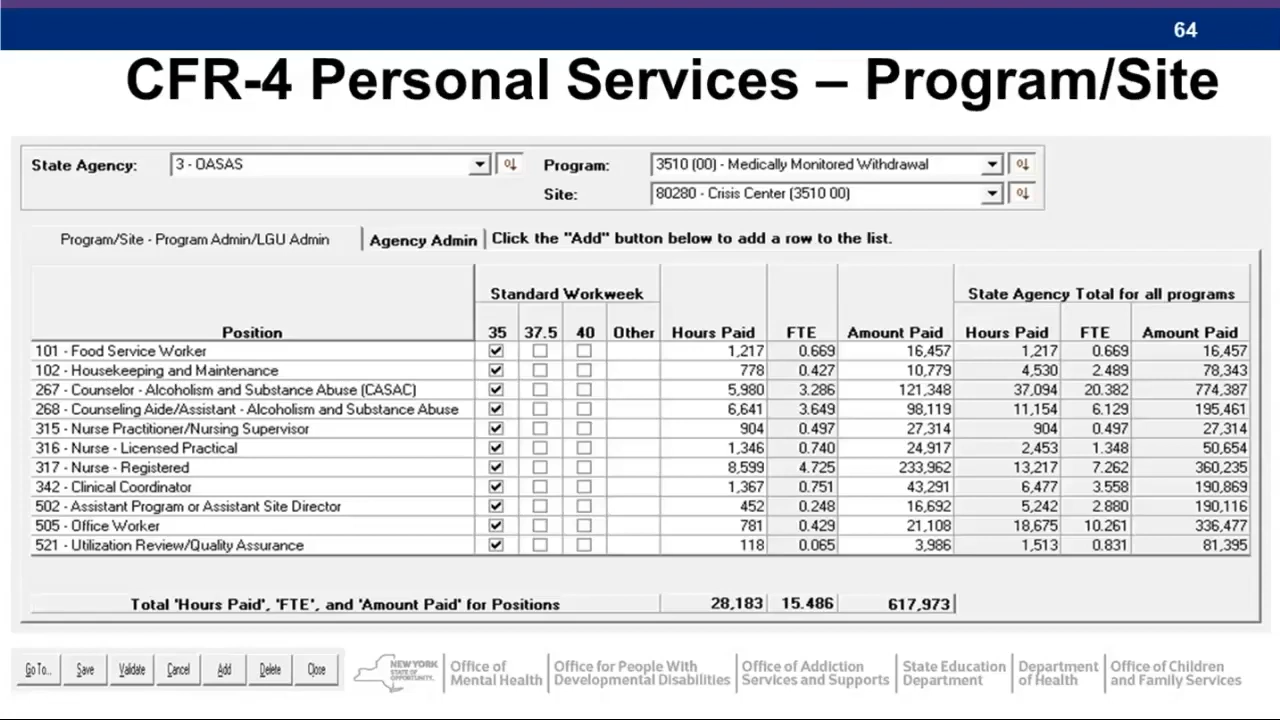 64
CFR-4 Personal Services – Program/Site
State Agency: 3 - OASAS Program: 3510 (00) - Medically Monitored Withdrawal
Site: 80280 - Crisis Center (3510 00)
Program/Site - Program Admin/LGU Admin Agency Admin Click the "Add" button below to add a row to the list.
Standard Workweek State Agency Total for all programs
Position 35 37.5 40 Other Hours Paid FTE Amount Paid Hours Paid FTE Amount Paid
101 - Food Service Worker 1,217 0.669 16,457 1,217 0.669 16,457
102 - Housekeeping and Maintenance 778 0.427 10,779 4,530 2.489 78,343
267 - Counselor - Alcoholism and Substance Abuse (CASAC) 5,980 3.286 121,348 37,094 20.382 774,387
268 - Counseling Aide/Assistant - Alcoholism and Substance Abuse 6,641 3.649 98,119 11,154 6.129 195,461
315 - Nurse Practitioner/Nursing Supervisor 904 0.497 27,314 904 0.497 27,314
316 - Nurse - Licensed Practical 1,346 0.740 24,917 2,453 1.348 50,654
317 - Nurse - Registered 8,599 4.725 233,962 13,217 7.262 360,235
342 - Clinical Coordinator 1,367 0.751 43,291 6,477 3.558 190,869
502 - Assistant Program or Assistant Site Director 452 0.248 16,692 5,242 2.880 190,116
505 - Office Worker 781 0.429 21,108 18,675 10.261 336,477
521 - Utilization Review/Quality Assurance 118 0.065 3,986 1,513 0.831 81,395
Total 'Hours Paid', 'FTE', and 'Amount Paid' for Positions 28,183 15.486 617,973
Go To... Save Validate Cancel Add Delete Close
NEW YORK
STATE OF
OPPORTUNITY.
Office of
Mental Health
Office for People With
Developmental Disabilities
Office of Addiction
Services and Supports
State Education
Department
Department
of Health
Office of Children
and Family Services